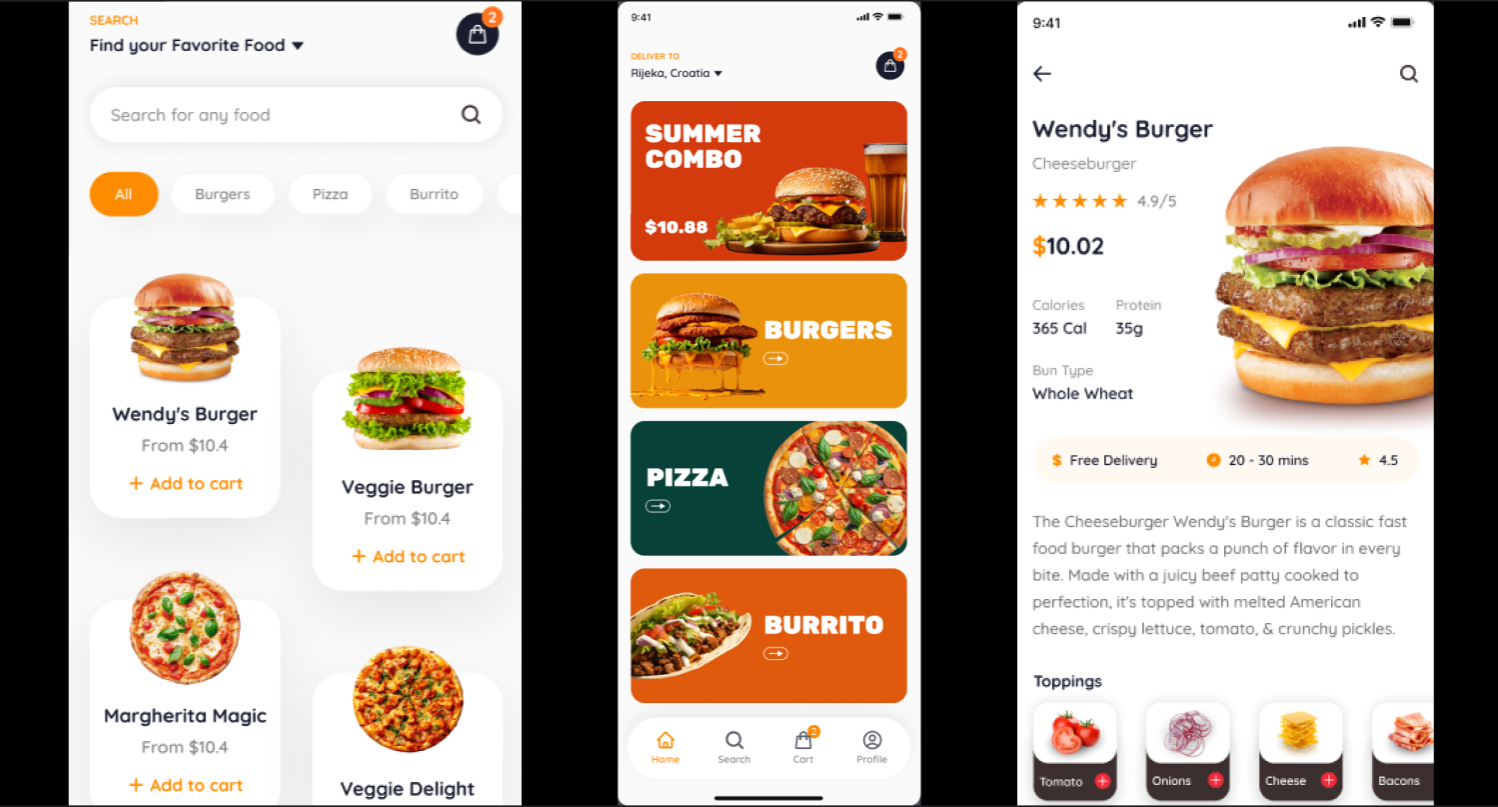 SEARCH
Find your Favorite Food
2
Search for any food
All
Burgers
Pizza
Burrito
Wendy's Burger
From $10.4
+ Add to cart
Veggie Burger
From $10.4
+ Add to cart
Margherita Magic
From $10.4
+ Add to cart
Veggie Delight
9:41
DELIVER TO
Rijeka, Croatia
2
SUMMER
COMBO
$10.88
BURGERS
PIZZA
BURRITO
Home
Search
2
Cart
Profile
9:41
Wendy's Burger
Cheeseburger
4.9/5
$10.02
Calories
Protein
365 Cal
35g
Bun Type
Whole Wheat
$ Free Delivery
20 - 30 mins
4.5
The Cheeseburger Wendy's Burger is a classic fast
food burger that packs a punch of flavor in every
bite. Made with a juicy beef patty cooked to
perfection, it's topped with melted American
cheese, crispy lettuce, tomato, & crunchy pickles.
Toppings
Tomato
Onions
Cheese
Bacons